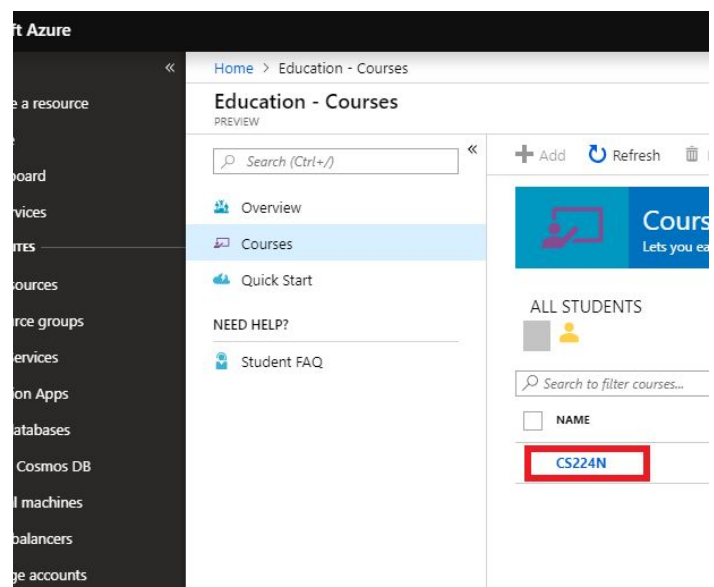 ft Azure
Home > Education - Courses
e a resource
oard
vices
ITES
ources
rce groups
ervices
on Apps
atabases
Cosmos DB
l machines
balancers
ge accounts
Education - Courses
PREVIEW
Search (Ctrl+/)
Overview
Courses
Quick Start
NEED HELP?
Student FAQ
Add Refresh
Cours
Lets you ea
ALL STUDENTS
Search to filter courses...
NAME
CS224N